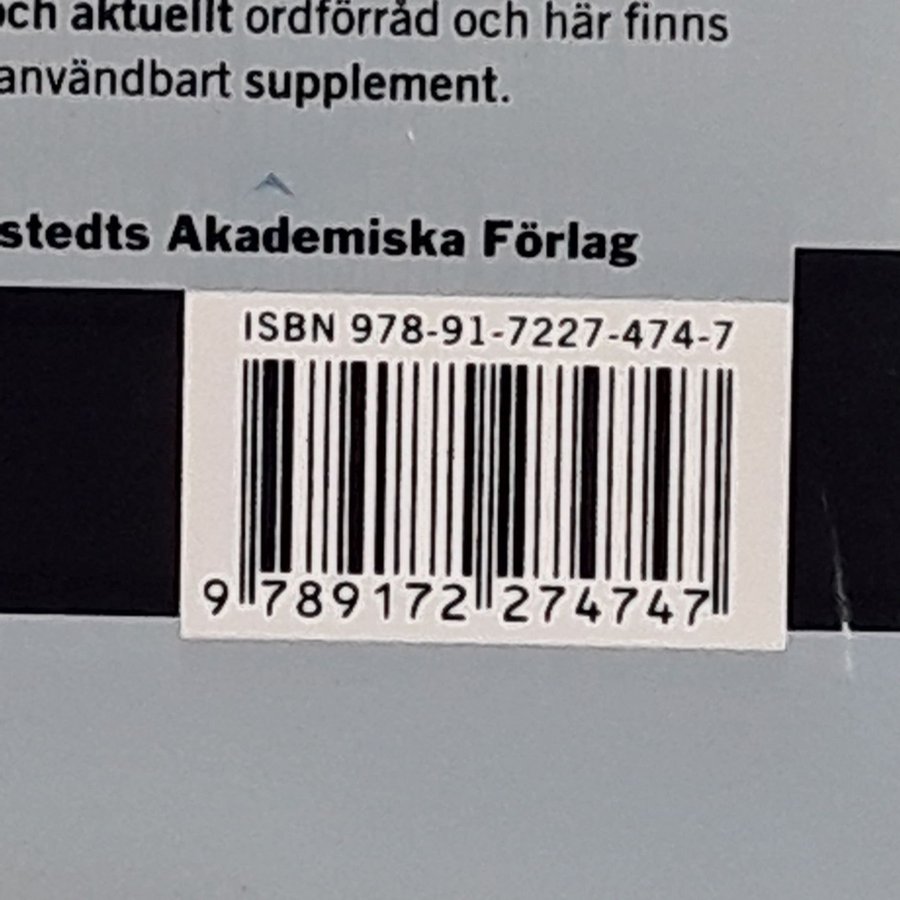 och aktuellt ordförråd och här finns
användbart supplement.
stedts Akademiska Förlag
ISBN 978-91-7227-474-7
9 789172 274747